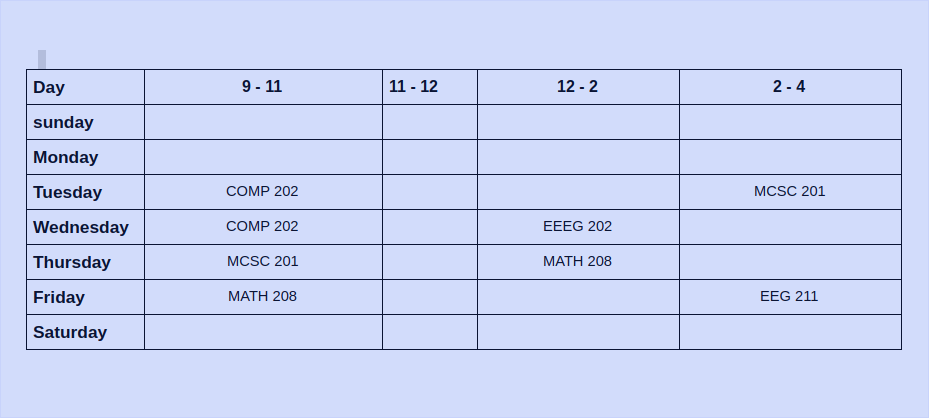 Day 9 - 11 11 - 12 12 - 2 2 - 4
sunday
Monday
Tuesday COMP 202 MCSC 201
Wednesday COMP 202 EEEG 202
Thursday MCSC 201 MATH 208
Friday MATH 208 EEG 211
Saturday